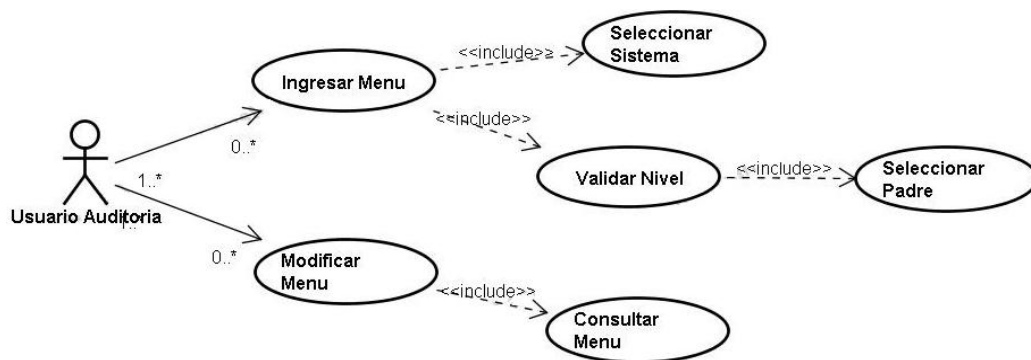 Seleccionar
Sistema
<<include>>
Ingresar Menu
<<include>>
0..*
Validar Nivel
<<include>>
Seleccionar
Padre
1..*
Usuario Auditoria
0..*
Modificar
Menu
<<include>>
Consultar
Menu